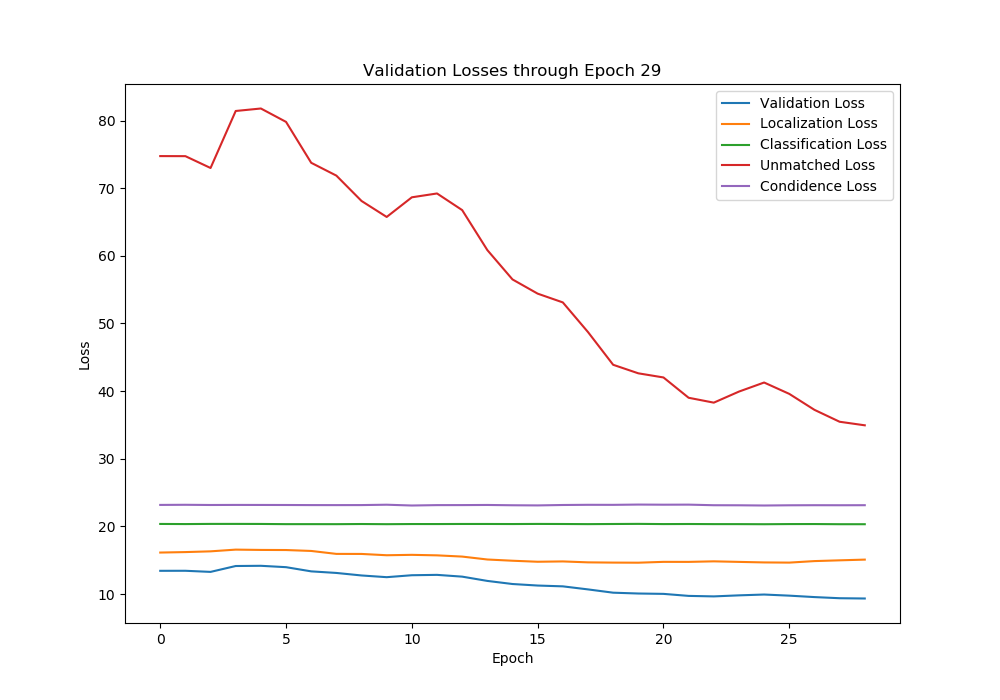 Validation Losses through Epoch 29
Validation Loss
Localization Loss
Classification Loss
Unmatched Loss
Condidence Loss
80
70
60
50
40
30
20
10
Loss
0 5 10 15 20 25
Epoch